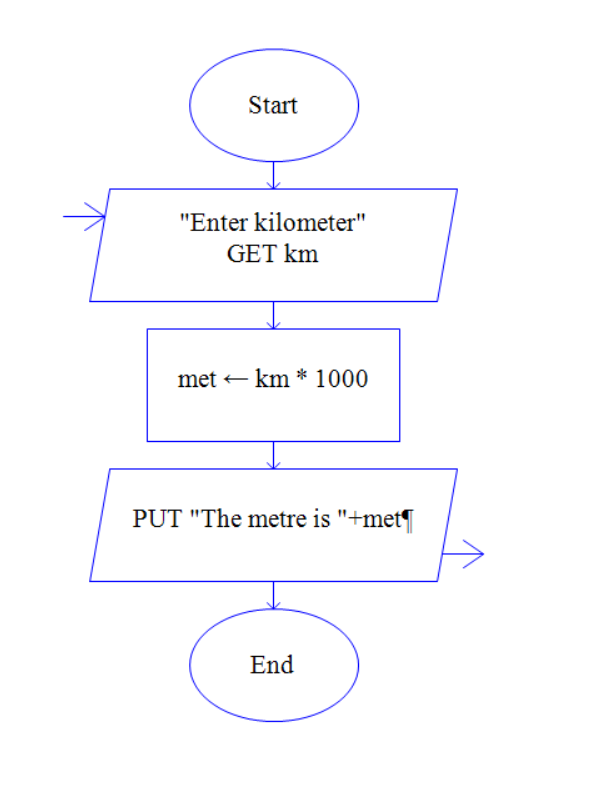 Start
"Enter kilometer"
GET km
met ← km * 1000
PUT "The metre is "+met¶
End